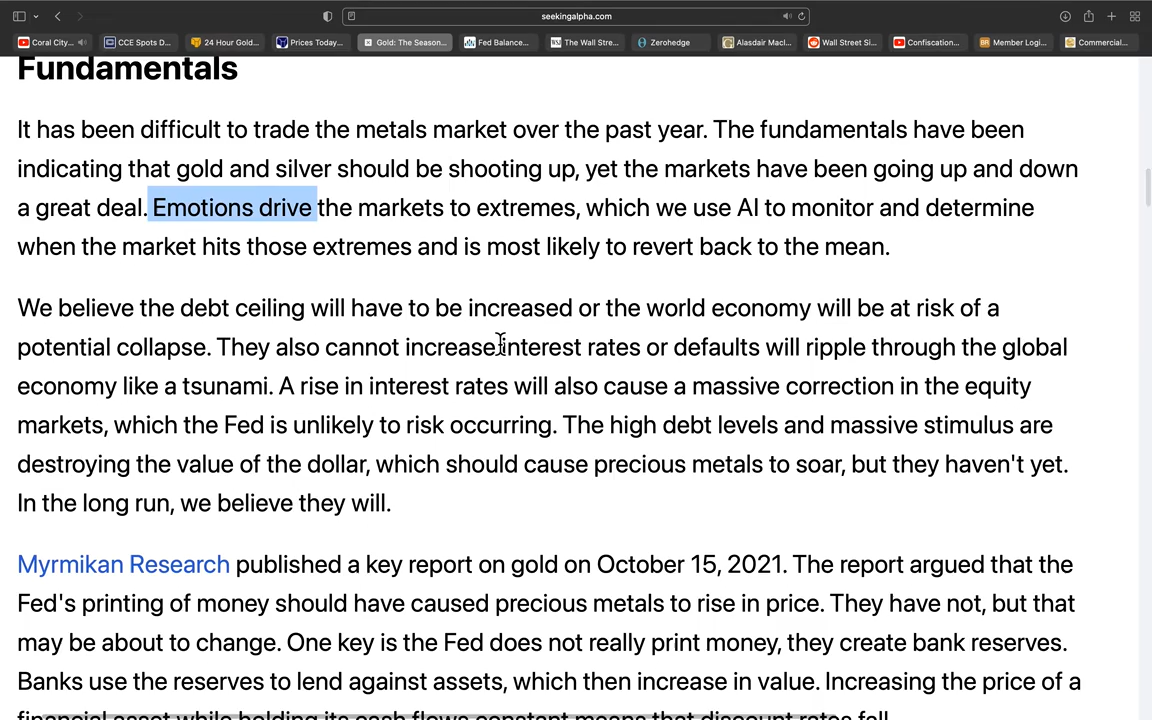 seekingalpha.com
Coral City...
CCE Spots D...
24 Hour Gold...
Prices Today...
Gold: The Season...
Fed Balance...
The Wall Stre...
Zerohedge
Alasdair Macl...
Wall Street Si...
Confiscation...
Member Logi...
Commercial...
Fundamentals
It has been difficult to trade the metals market over the past year. The fundamentals have been
indicating that gold and silver should be shooting up, yet the markets have been going up and down
a great deal. Emotions drive the markets to extremes, which we use AI to monitor and determine
when the market hits those extremes and is most likely to revert back to the mean.
We believe the debt ceiling will have to be increased or the world economy will be at risk of a
potential collapse. They also cannot increase interest rates or defaults will ripple through the global
economy like a tsunami. A rise in interest rates will also cause a massive correction in the equity
markets, which the Fed is unlikely to risk occurring. The high debt levels and massive stimulus are
destroying the value of the dollar, which should cause precious metals to soar, but they haven't yet.
In the long run, we believe they will.
Myrmikan Research published a key report on gold on October 15, 2021. The report argued that the
Fed's printing of money should have caused precious metals to rise in price. They have not, but that
may be about to change. One key is the Fed does not really print money, they create bank reserves.
Banks use the reserves to lend against assets, which then increase in value. Increasing the price of a
financial asset while holding its cash flows constant means that discount rates fall.